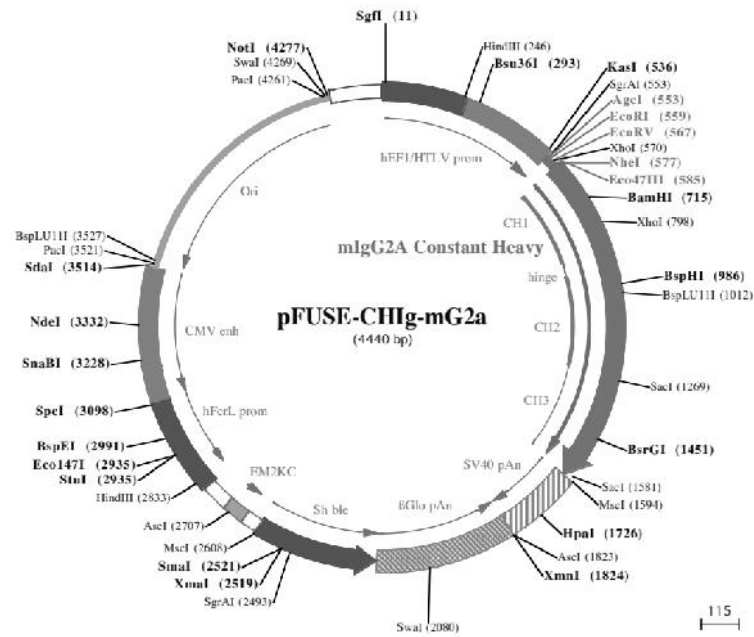 SgfI (11)
HindIII (246)
Bsu36I (293)
KasI (536)
SgrAI (553)
AgeI (553)
EcoRI (559)
EcoRV (567)
XhoI (570)
NheI (577)
Eco47III (585)
BamHI (715)
XhoI (798)
BspHI (986)
BspLU11I (1012)
SacI (1269)
BsrGI (1451)
SacI (1581)
MscI (1594)
HpaI (1726)
AscI (1823)
XmnI (1824)
SwaI (2080)
SgrAI (2493)
XmaI (2519)
SmaI (2521)
MscI (2608)
AscI (2707)
HindIII (2833)
StuI (2935)
Eco147I (2935)
BspEI (2991)
SpeI (3098)
SnaBI (3228)
NdeI (3332)
SdaI (3514)
PacI (3521)
BspLU11I (3527)
PacI (4261)
SwaI (4269)
NotI (4277)
hEF1/HTLV prom
CH1
mIgG2A Constant Heavy
hinge
CH2
CH3
SV40 pAn
βGlo pAn
Sh ble
EM2KC
hFerL prom
CMV enh
Ori
pFUSE-CHIg-mG2a
(4440 bp)
115